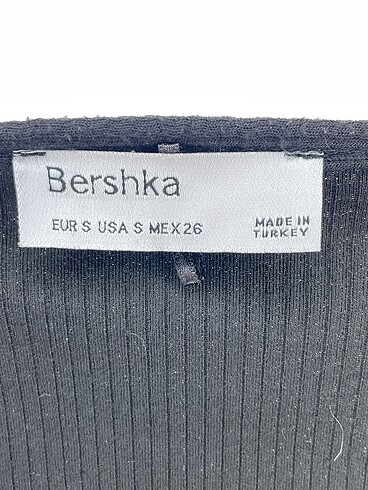 Bershka
EUR S USA S MEX 26
MADE IN
TURKEY